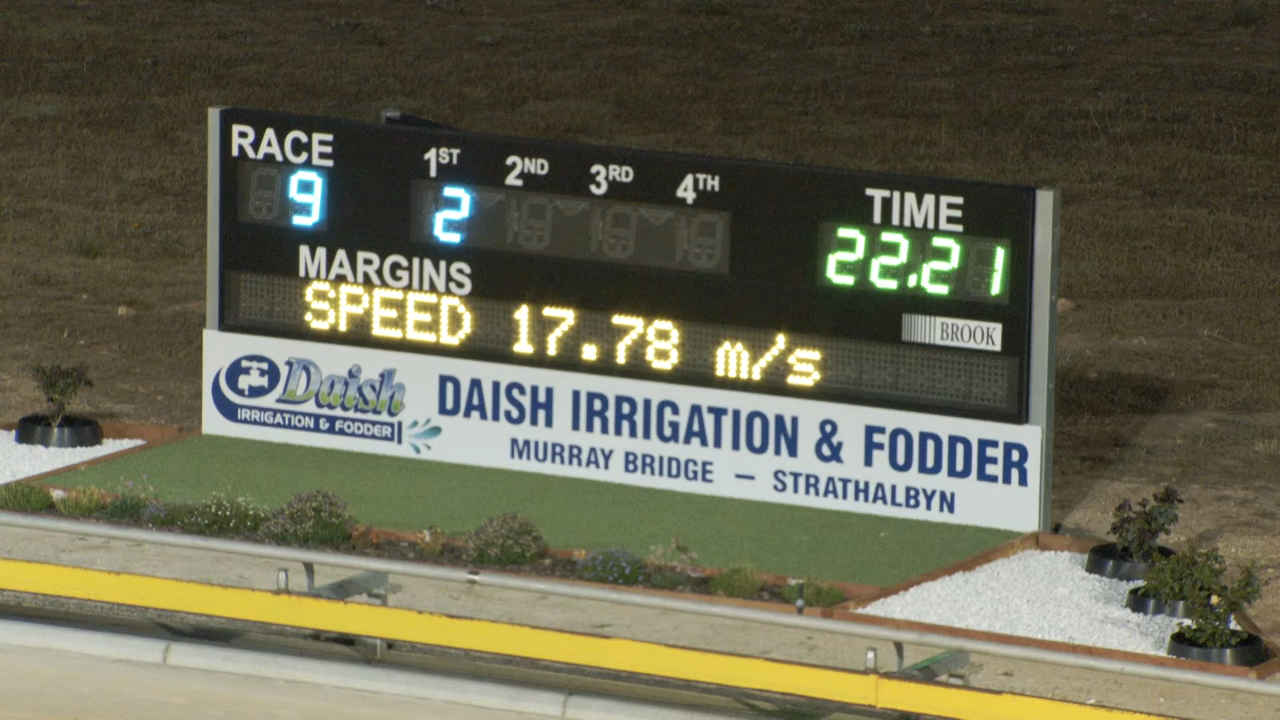 RACE 1ST 2ND 3RD 4TH TIME
9 2 22.21
MARGINS
SPEED 17.78 m/s
BROOK
Daish
IRRIGATION & FODDER
DAISH IRRIGATION & FODDER
MURRAY BRIDGE – STRATHALBYN